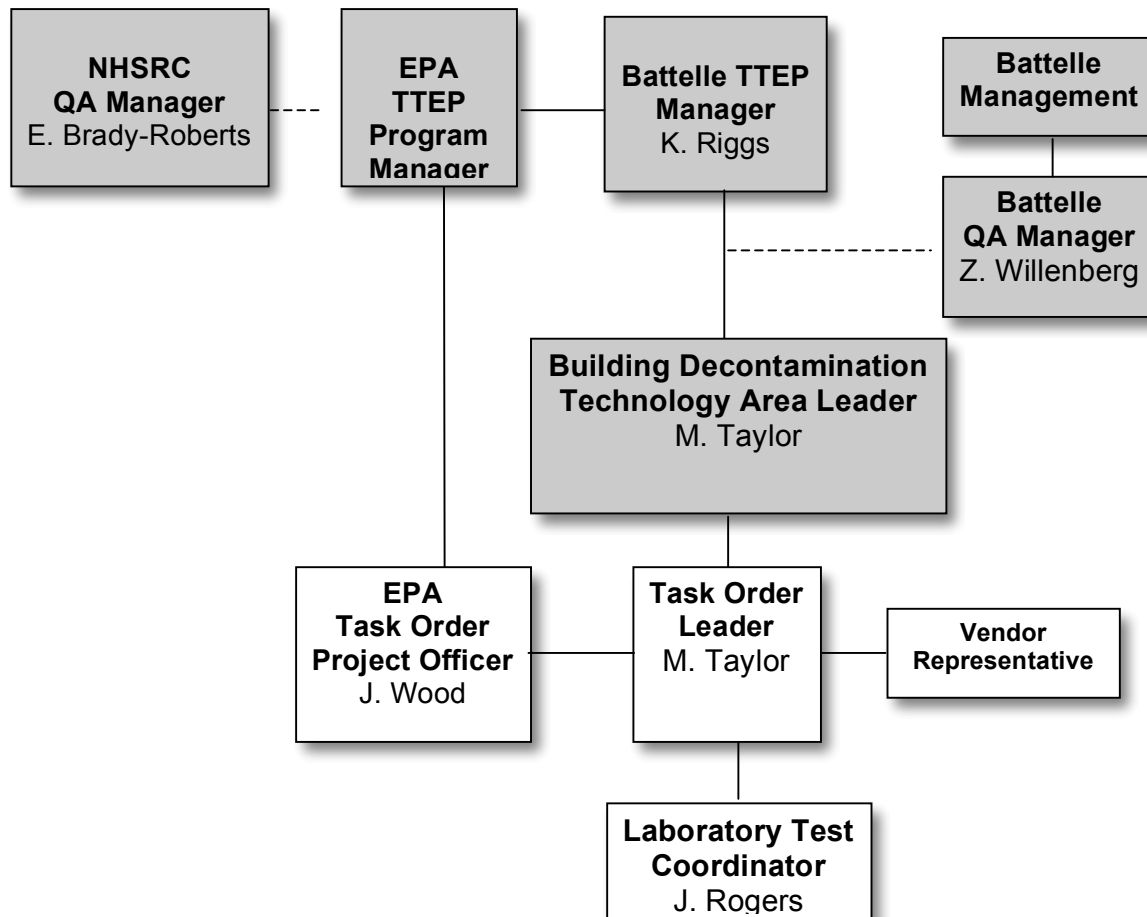 NHSRC
QA Manager
E. Brady-Roberts
EPA
TTEP
Program
Manager
Battelle TTEP
Manager
K. Riggs
Battelle
Management
Battelle
QA Manager
Z. Willenberg
Building Decontamination
Technology Area Leader
M. Taylor
EPA
Task Order
Project Officer
J. Wood
Task Order
Leader
M. Taylor
Vendor
Representative
Laboratory Test
Coordinator
J. Rogers